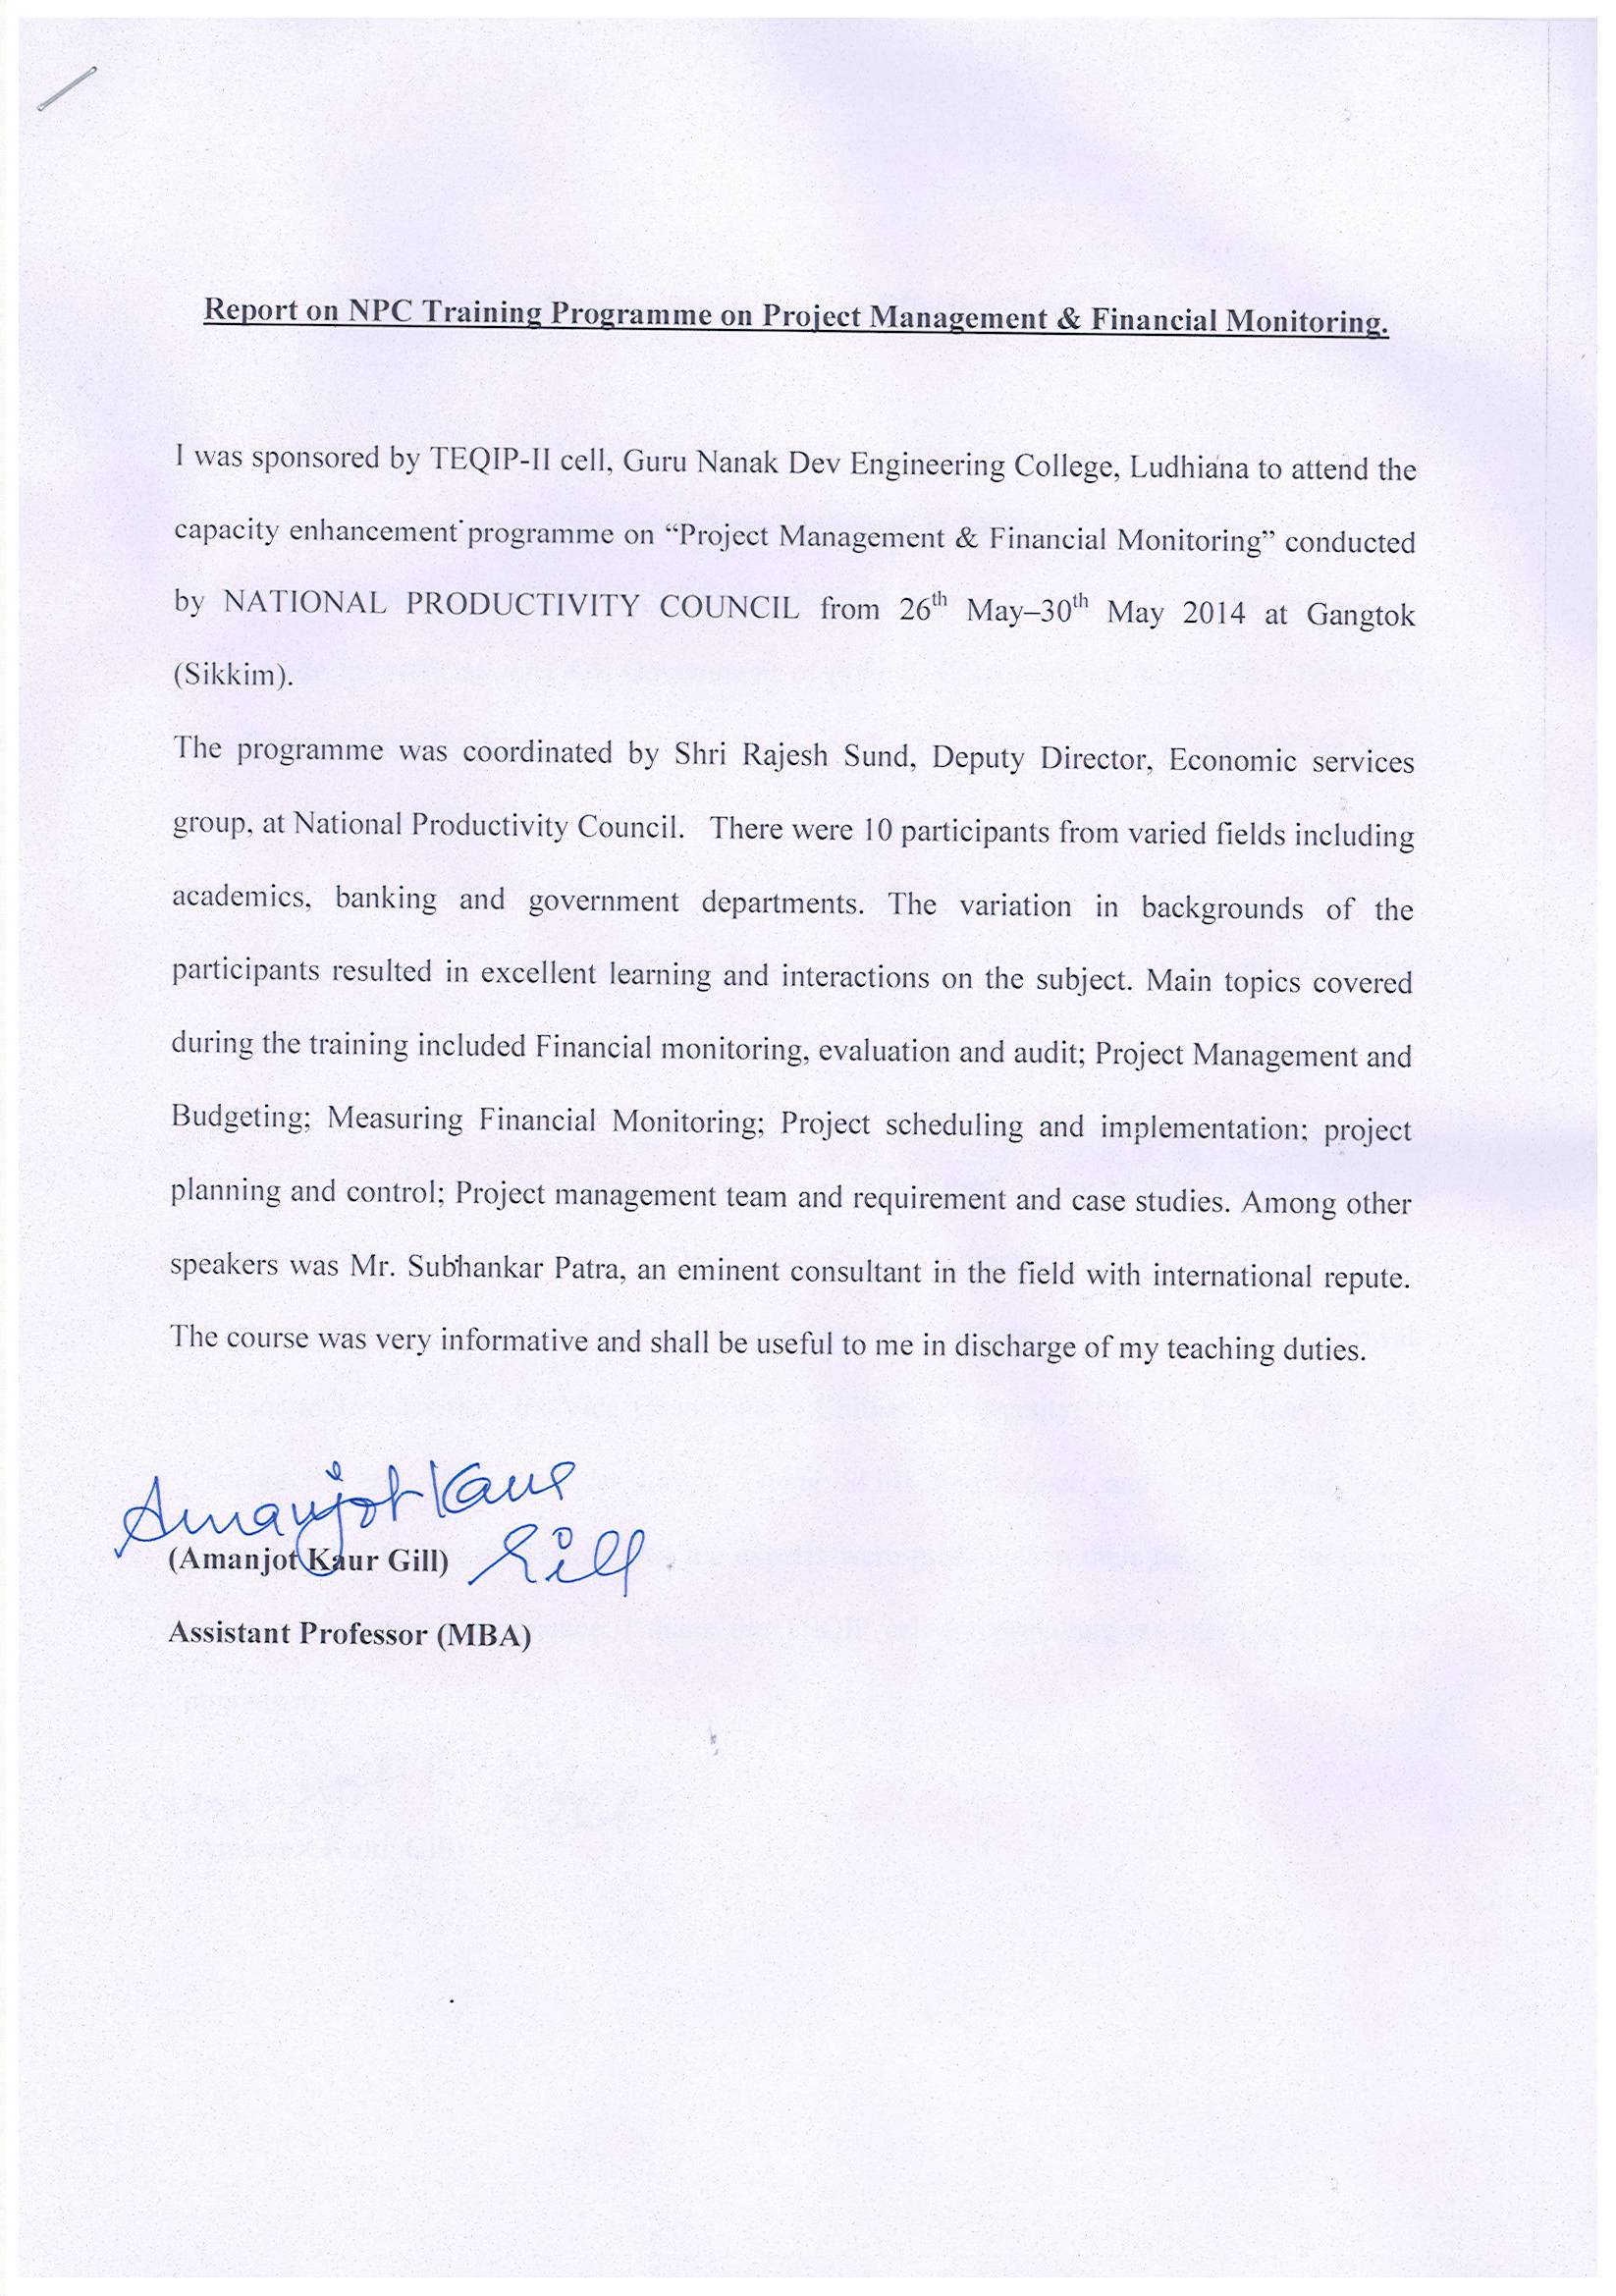 Report on NPC Training Programme on Project Management & Financial Monitoring.
I was sponsored by TEQIP-II cell, Guru Nanak Dev Engineering College, Ludhiana to attend the
capacity enhancement programme on “Project Management & Financial Monitoring” conducted
by NATIONAL PRODUCTIVITY COUNCIL from 26th May–30th May 2014 at Gangtok
(Sikkim).
The programme was coordinated by Shri Rajesh Sund, Deputy Director, Economic services
group, at National Productivity Council. There were 10 participants from varied fields including
academics, banking and government departments. The variation in backgrounds of the
participants resulted in excellent learning and interactions on the subject. Main topics covered
during the training included Financial monitoring, evaluation and audit; Project Management and
Budgeting; Measuring Financial Monitoring; Project scheduling and implementation; project
planning and control; Project management team and requirement and case studies. Among other
speakers was Mr. Subhankar Patra, an eminent consultant in the field with international repute.
The course was very informative and shall be useful to me in discharge of my teaching duties.
Amanjot Kaur
Gill
(Amanjot Kaur Gill)
Assistant Professor (MBA)